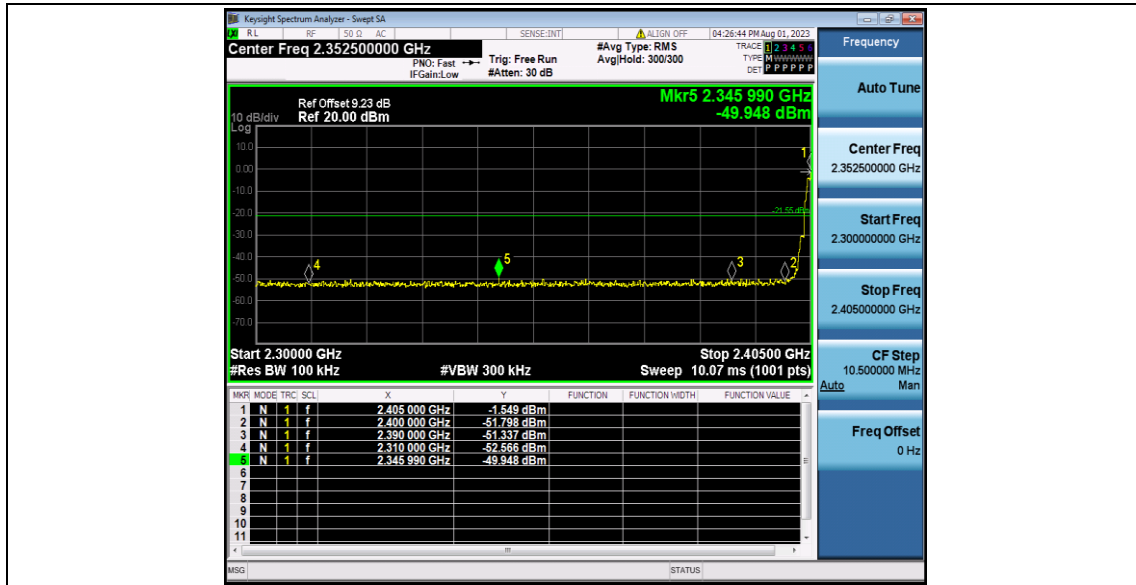 Keysight Spectrum Analyzer - Swept SA
RL RF 50 Ω AC SENSE:INT ALIGN OFF 04:26:44 PM Aug 01, 2023
Center Freq 2.352500000 GHz
PNO: Fast
IFGain:Low
Trig: Free Run
#Atten: 30 dB
#Avg Type: RMS
Avg|Hold: 300/300
TRACE 1 2 3 4 5 6
TYPE M WWWWW
DET P P P P P P
Frequency
Auto Tune
Center Freq
2.352500000 GHz
Start Freq
2.300000000 GHz
Stop Freq
2.405000000 GHz
CF Step
10.500000 MHz
Auto Man
Freq Offset
0 Hz
Mkr5 2.345 990 GHz
-49.948 dBm
Ref Offset 9.23 dB
10 dB/div Ref 20.00 dBm
Log
10.0
0.00
-10.0
-20.0
-30.0
-40.0
-50.0
-60.0
-70.0
1
-21.55 dBm
4
5
3
2
Start 2.30000 GHz Stop 2.40500 GHz
#Res BW 100 kHz #VBW 300 kHz Sweep 10.07 ms (1001 pts)
MKR MODE TRC SCL X Y FUNCTION FUNCTION WIDTH FUNCTION VALUE
1 N 1 f 2.405 000 GHz -1.549 dBm
2 N 1 f 2.400 000 GHz -51.798 dBm
3 N 1 f 2.390 000 GHz -51.337 dBm
4 N 1 f 2.310 000 GHz -52.566 dBm
5 N 1 f 2.345 990 GHz -49.948 dBm
6
7
8
9
10
11
MSG STATUS